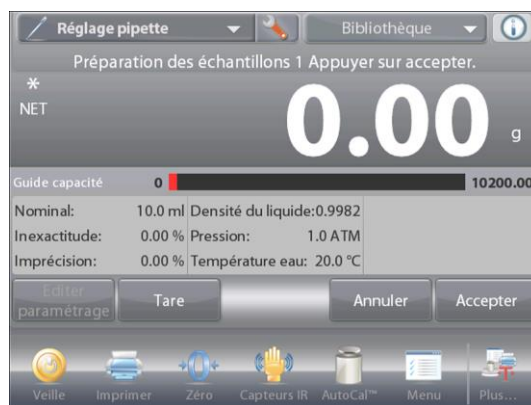 Réglage pipette
Bibliothèque
Préparation des échantillons 1 Appuyer sur accepter.
*
NET
0.00 g
Guide capacité 0 10200.00
Nominal: 10.0 ml Densité du liquide:0.9982
Inexactitude: 0.00 % Pression: 1.0 ATM
Imprécision: 0.00 % Température eau: 20.0 °C
Editer paramétrage
Tare
Annuler
Accepter
Veille
Imprimer
Zéro
Capteurs IR
AutoCal™
Menu
Plus...